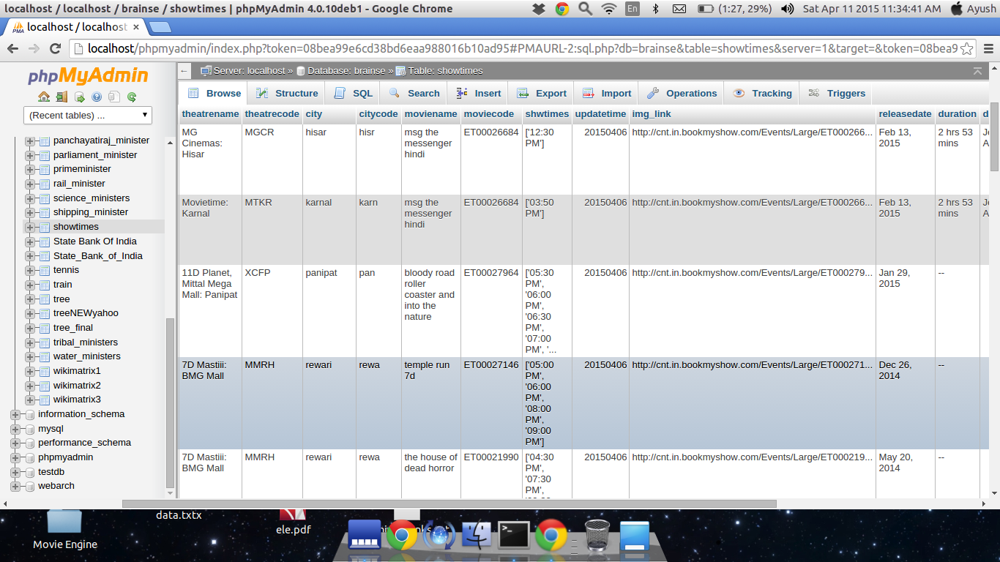 localhost / localhost / brainse / showtimes | phpMyAdmin 4.0.10deb1 - Google Chrome
En
(1:27, 29%)
Sat Apr 11 2015 11:34:41 AM
Ayush
localhost / localhost
localhost/phpmyadmin/index.php?token=08bea99e6cd38bd6eaa988016b10ad95#PMAURL-2:sql.php?db=brainse&table=showtimes&server=1&target=&token=08bea9
phpMyAdmin
(Recent tables) ...
panchayatiraj_minister
parliament_minister
primeminister
rail_minister
science_ministers
shipping_minister
showtimes
State Bank Of India
State_Bank_of_India
tennis
train
tree
treeNEWyahoo
tree_final
tribal_ministers
water_ministers
wikimatrix1
wikimatrix2
wikimatrix3
information_schema
mysql
performance_schema
phpmyadmin
testdb
webarch
Server: localhost » Database: brainse » Table: showtimes
Browse Structure SQL Search Insert Export Import Operations Tracking Triggers
theatrename theatrecode city citycode moviename moviecode shwtimes updatetime img_link releasedate duration d
MG MGCR hisar hisr msg the ET00026684 ['12:30 20150406 http://cnt.in.bookmyshow.com/Events/Large/ET000266... Feb 13, 2 hrs 53
Cinemas: messenger PM'] 2015 mins
Hisar hindi
Movietime: MTKR karnal karn msg the ET00026684 ['03:50 20150406 http://cnt.in.bookmyshow.com/Events/Large/ET000266... Feb 13, 2 hrs 53
Karnal messenger PM'] 2015 mins
hindi
11D Planet, XCFP panipat pan bloody road ET00027964 ['05:30 20150406 http://cnt.in.bookmyshow.com/Events/Large/ET000279... Jan 29, --
Mittal Mega roller PM', 2015
Mall: Panipat coaster and '06:00
into the PM',
nature '06:30
PM',
'07:00
PM', '...
7D Mastiii: MMRH rewari rewa temple run ET00027146 ['05:00 20150406 http://cnt.in.bookmyshow.com/Events/Large/ET000271... Dec 26, --
BMG Mall 7d PM', 2014
'06:00
PM',
'08:00
PM',
'09:00
PM']
7D Mastiii: MMRH rewari rewa the house of ET00021990 ['04:30 20150406 http://cnt.in.bookmyshow.com/Events/Large/ET000219... May 20, --
BMG Mall dead horror PM', 2014
'07:30
PM',
data.txtx
ele.pdf
Movie Engine